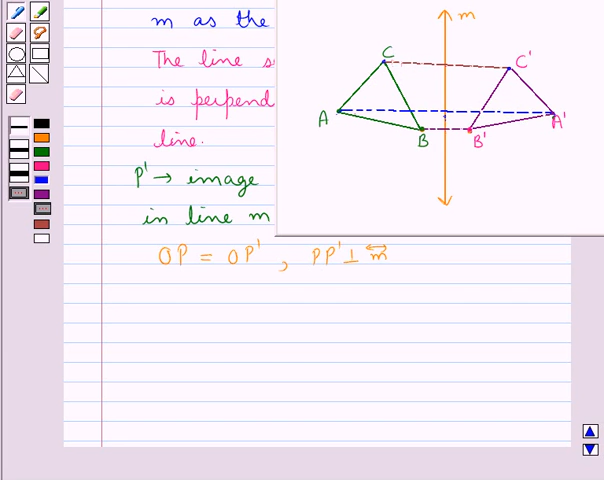 m as the
The line s
is perpend
line.
P' → image
in line m
OP = OP' , PP' ⊥ m
m
C
C'
A
A'
B
B'